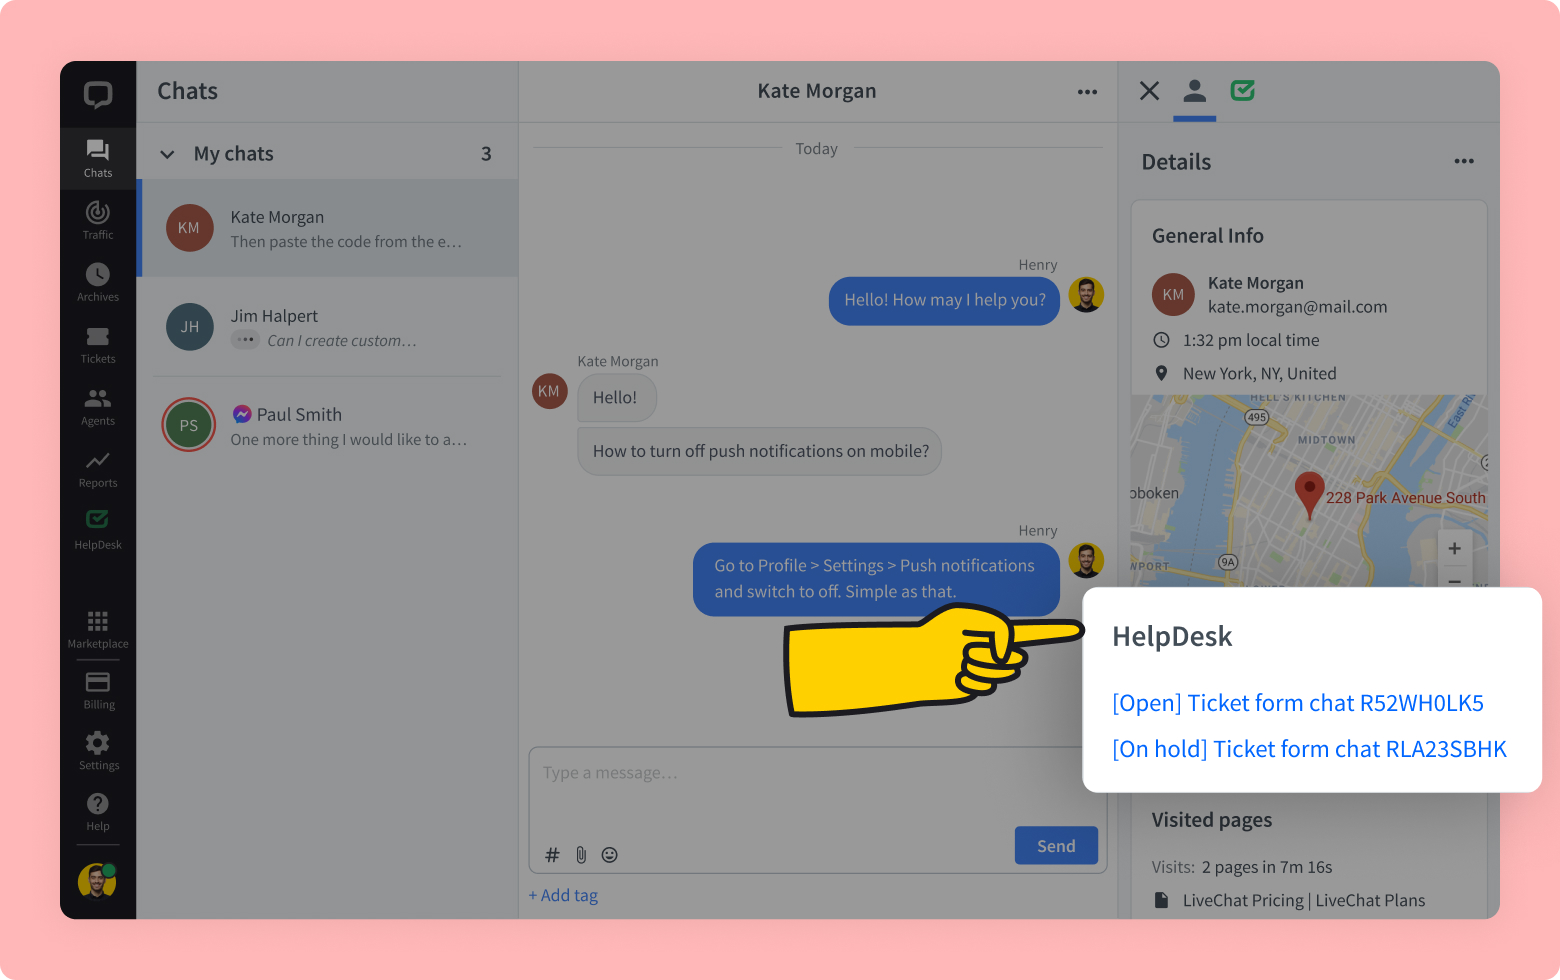 Chats
Traffic
Archives
Tickets
Agents
Reports
HelpDesk
Marketplace
Billing
Settings
Help
Chats
My chats 3
KM
Kate Morgan
Then paste the code from the e…
JH
Jim Halpert
Can I create custom…
PS
Paul Smith
One more thing I would like to a…
Kate Morgan
Today
Henry
Hello! How may I help you?
Kate Morgan
KM
Hello!
How to turn off push notifications on mobile?
Henry
Go to Profile > Settings > Push notifications
and switch to off. Simple as that.
Type a message…
#
Send
+ Add tag
Details
General Info
KM
Kate Morgan
kate.morgan@mail.com
1:32 pm local time
New York, NY, United
HELL'S KITCHEN
495
East Ri
MIDTOWN
oboken
228 Park Avenue South
9A
WPORT
+
−
HelpDesk
[Open] Ticket form chat R52WH0LK5
[On hold] Ticket form chat RLA23SBHK
Visited pages
Visits: 2 pages in 7m 16s
LiveChat Pricing | LiveChat Plans